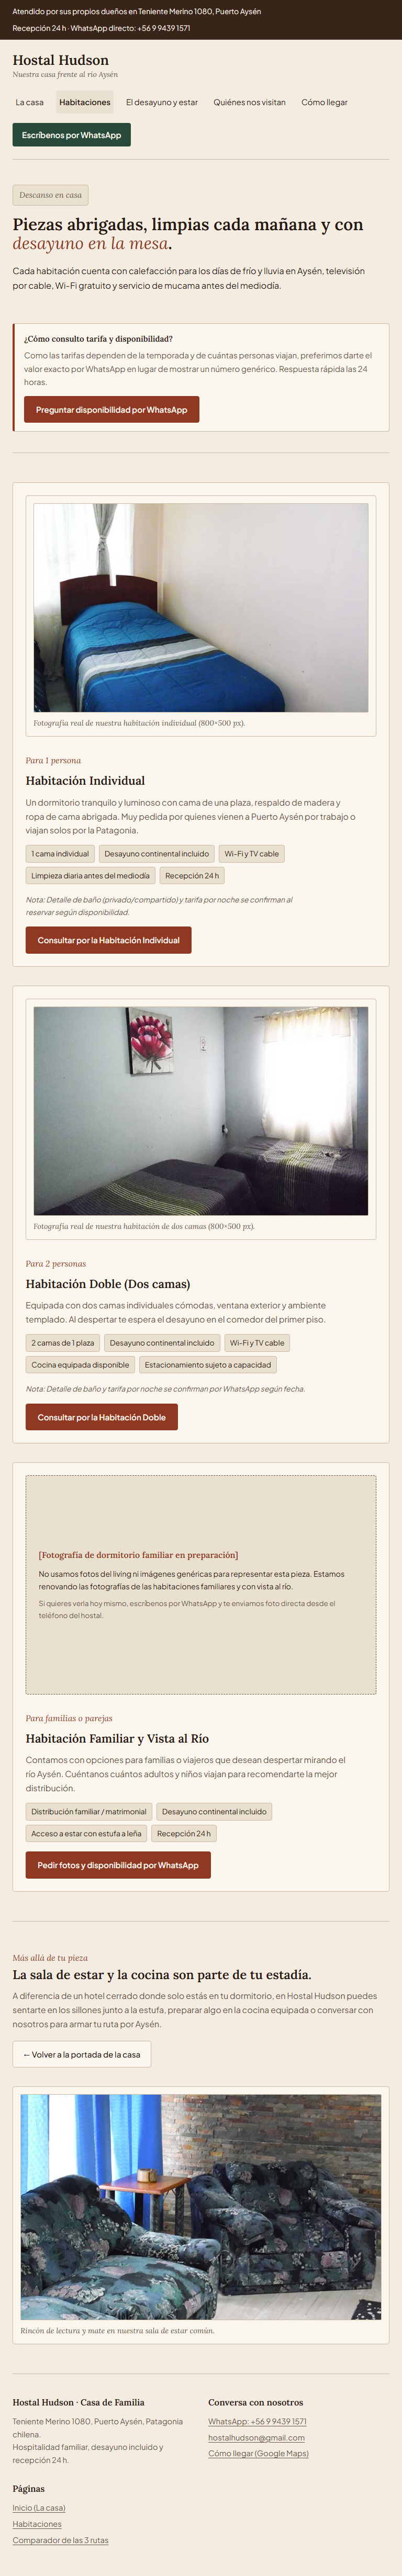 Atendido por sus propios dueños en Teniente Merino 1080, Puerto Aysén
Recepción 24 h · WhatsApp directo: +56 9 9439 1571
Hostal Hudson
Nuestra casa frente al río Aysén
La casa
Habitaciones
El desayuno y estar
Quiénes nos visitan
Cómo llegar
Escríbenos por WhatsApp
Descanso en casa
Piezas abrigadas, limpias cada mañana y con
desayuno en la mesa.
Cada habitación cuenta con calefacción para los días de frío y lluvia en Aysén, televisión
por cable, Wi-Fi gratuito y servicio de mucama antes del mediodía.
¿Cómo consulto tarifa y disponibilidad?
Como las tarifas dependen de la temporada y de cuántas personas viajan, preferimos darte el
valor exacto por WhatsApp en lugar de mostrar un número genérico. Respuesta rápida las 24
horas.
Preguntar disponibilidad por WhatsApp
Fotografía real de nuestra habitación individual (800×500 px).
Para 1 persona
Habitación Individual
Un dormitorio tranquilo y luminoso con cama de una plaza, respaldo de madera y
ropa de cama abrigada. Muy pedida por quienes vienen a Puerto Aysén por trabajo o
viajan solos por la Patagonia.
1 cama individual
Desayuno continental incluido
Wi-Fi y TV cable
Limpieza diaria antes del mediodía
Recepción 24 h
Nota: Detalle de baño (privado/compartido) y tarifa por noche se confirman al
reservar según disponibilidad.
Consultar por la Habitación Individual
Fotografía real de nuestra habitación de dos camas (800×500 px).
Para 2 personas
Habitación Doble (Dos camas)
Equipada con dos camas individuales cómodas, ventana exterior y ambiente
templado. Al despertar te espera el desayuno en el comedor del primer piso.
2 camas de 1 plaza
Desayuno continental incluido
Wi-Fi y TV cable
Cocina equipada disponible
Estacionamiento sujeto a capacidad
Nota: Detalle de baño y tarifa por noche se confirman por WhatsApp según fecha.
Consultar por la Habitación Doble
[Fotografía de dormitorio familiar en preparación]
No usamos fotos del living ni imágenes genéricas para representar esta pieza. Estamos
renovando las fotografías de las habitaciones familiares y con vista al río.
Si quieres verla hoy mismo, escríbenos por WhatsApp y te enviamos foto directa desde el
teléfono del hostal.
Para familias o parejas
Habitación Familiar y Vista al Río
Contamos con opciones para familias o viajeros que desean despertar mirando el
río Aysén. Cuéntanos cuántos adultos y niños viajan para recomendarte la mejor
distribución.
Distribución familiar / matrimonial
Desayuno continental incluido
Acceso a estar con estufa a leña
Recepción 24 h
Pedir fotos y disponibilidad por WhatsApp
Más allá de tu pieza
La sala de estar y la cocina son parte de tu estadía.
A diferencia de un hotel cerrado donde solo estás en tu dormitorio, en Hostal Hudson puedes
sentarte en los sillones junto a la estufa, preparar algo en la cocina equipada o conversar con
nosotros para armar tu ruta por Aysén.
← Volver a la portada de la casa
Rincón de lectura y mate en nuestra sala de estar común.
Hostal Hudson · Casa de Familia
Teniente Merino 1080, Puerto Aysén, Patagonia
chilena.
Hospitalidad familiar, desayuno incluido y
recepción 24 h.
Conversa con nosotros
WhatsApp: +56 9 9439 1571
hostalhudson@gmail.com
Cómo llegar (Google Maps)
Páginas
Inicio (La casa)
Habitaciones
Comparador de las 3 rutas